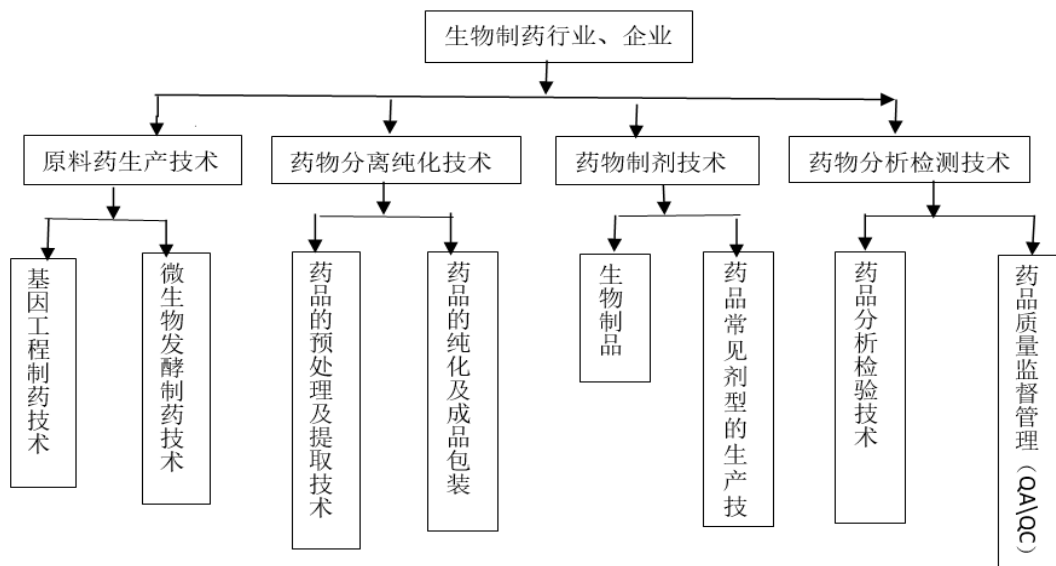 生物制药行业、企业
原料药生产技术
药物分离纯化技术
药物制剂技术
药物分析检测技术
基因工程制药技术
微生物发酵制药技术
药品的预处理及提取技术
药品的纯化及成品包装
生物制品
药品常见剂型的生产技
药品分析检验技术
药品质量监督管理（QA\QC）